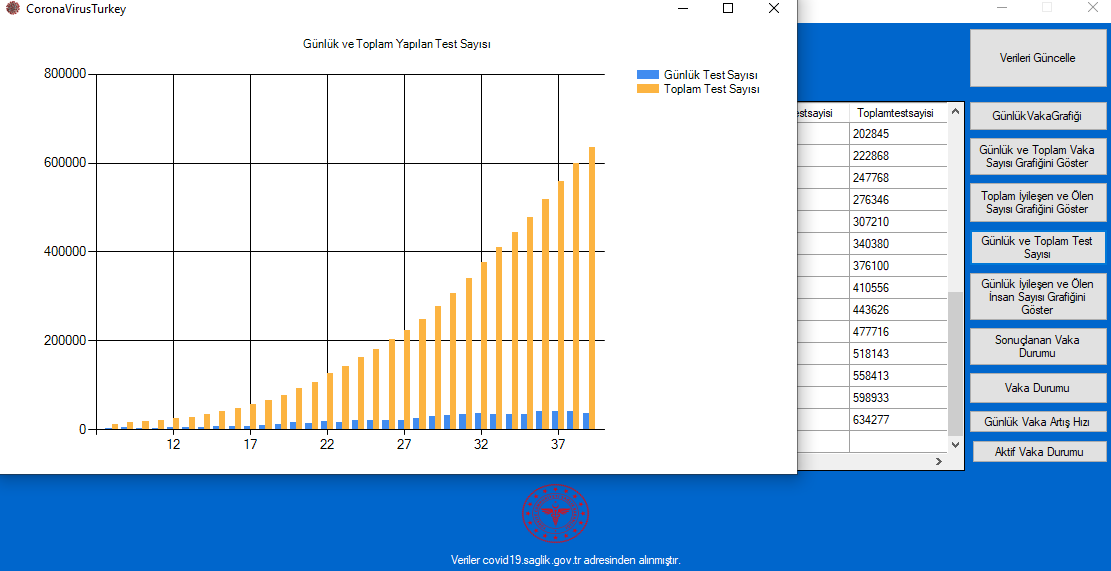 CoronaVirusTurkey
Günlük ve Toplam Yapılan Test Sayısı
800000
600000
400000
200000
0
12
17
22
27
32
37
Günlük Test Sayısı
Toplam Test Sayısı
estsayisi
Toplamtestsayisi
202845
222868
247768
276346
307210
340380
376100
410556
443626
477716
518143
558413
598933
634277
Verileri Güncelle
GünlükVakaGrafiği
Günlük ve Toplam Vaka
Sayısı Grafiğini Göster
Toplam İyileşen ve Ölen
Sayısı Grafiğini Göster
Günlük ve Toplam Test
Sayısı
Günlük İyileşen ve Ölen
İnsan Sayısı Grafiğini
Göster
Sonuçlanan Vaka
Durumu
Vaka Durumu
Günlük Vaka Artış Hızı
Aktif Vaka Durumu
Veriler covid19.saglik.gov.tr adresinden alınmıştır.